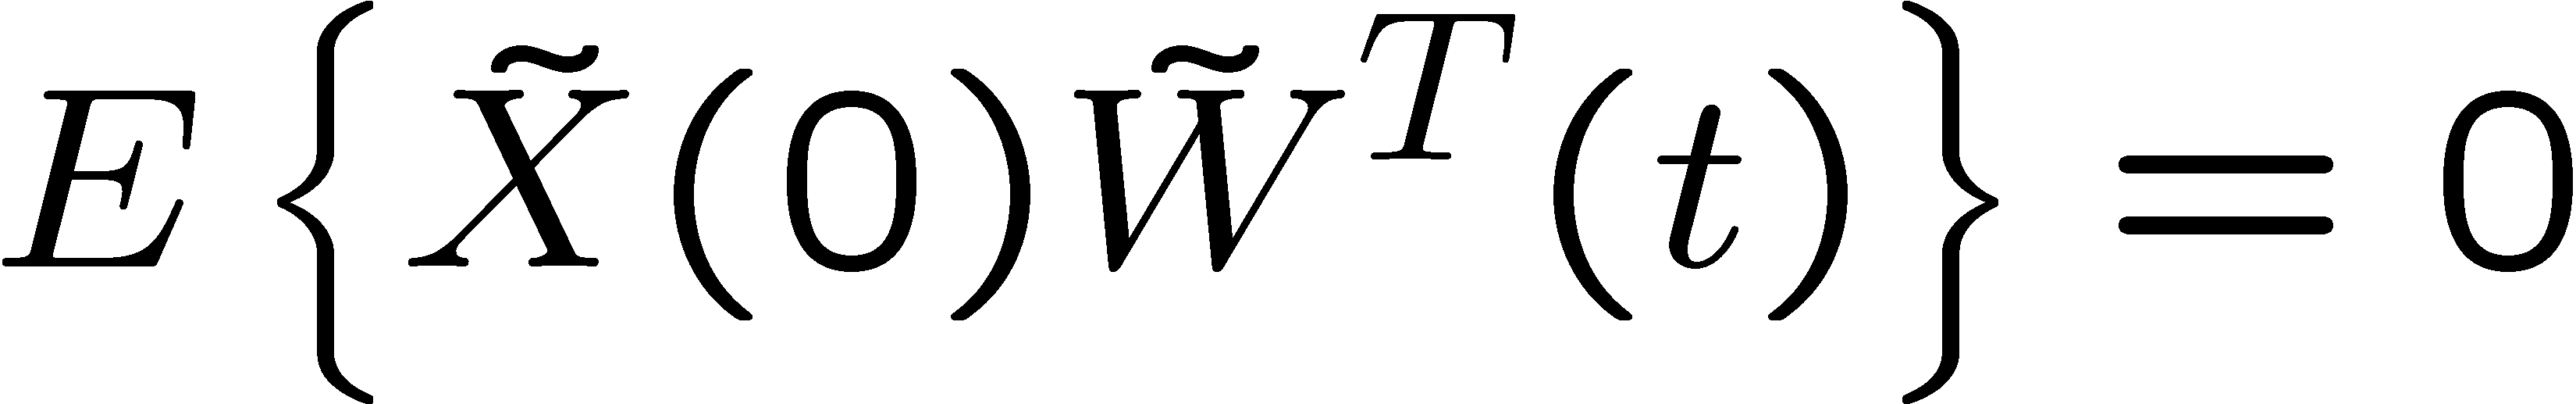 E{X̃(0)W̃ᵀ(t)} = 0